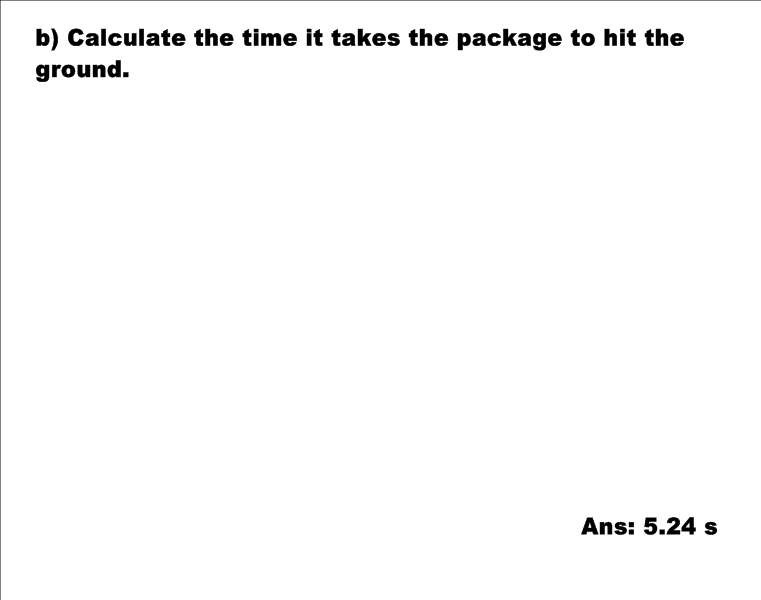 b) Calculate the time it takes the package to hit the
ground.
Ans: 5.24 s